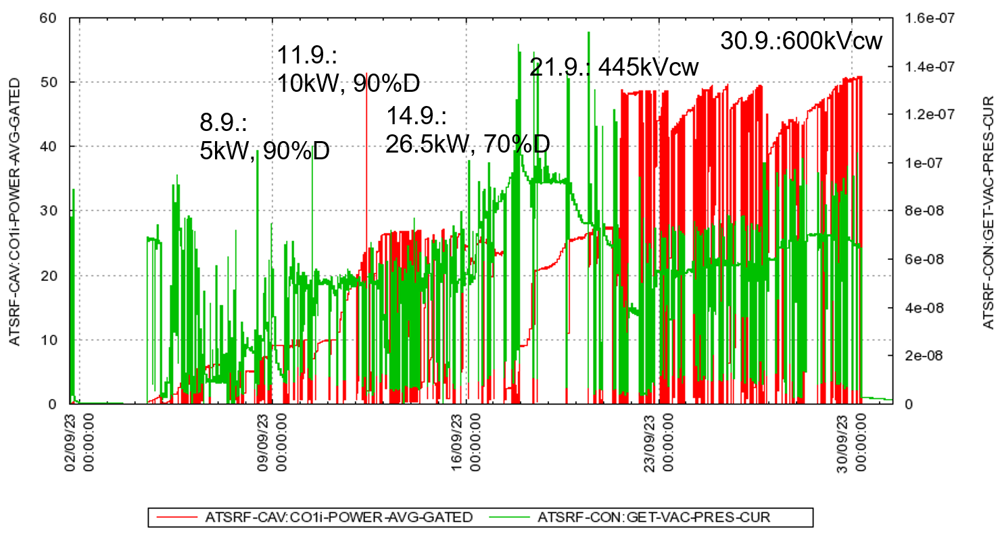 60
50
40
30
20
10
0
ATSRF-CAV:CO1i-POWER-AVG-GATED
8.9.:
5kW, 90%D
11.9.:
10kW, 90%D
14.9.:
26.5kW, 70%D
21.9.: 445kVcw
30.9.:600kVcw
1.6e-07
1.4e-07
1.2e-07
1e-07
8e-08
6e-08
4e-08
2e-08
0
ATSRF-CON:GET-VAC-PRES-CUR
02/09/23
00:00:00
09/09/23
00:00:00
16/09/23
00:00:00
23/09/23
00:00:00
30/09/23
00:00:00
ATSRF-CAV:CO1i-POWER-AVG-GATED
ATSRF-CON:GET-VAC-PRES-CUR